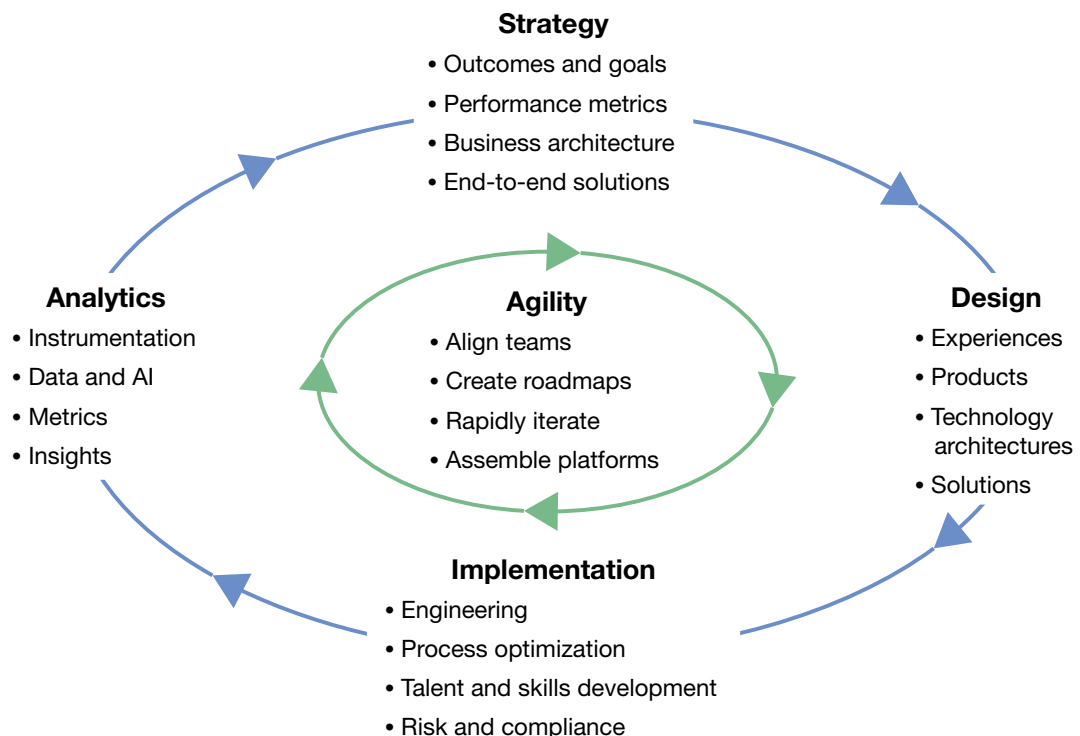 Strategy
• Outcomes and goals
• Performance metrics
• Business architecture
• End-to-end solutions
Analytics
• Instrumentation
• Data and AI
• Metrics
• Insights
Agility
• Align teams
• Create roadmaps
• Rapidly iterate
• Assemble platforms
Design
• Experiences
• Products
• Technology
architectures
• Solutions
Implementation
• Engineering
• Process optimization
• Talent and skills development
• Risk and compliance